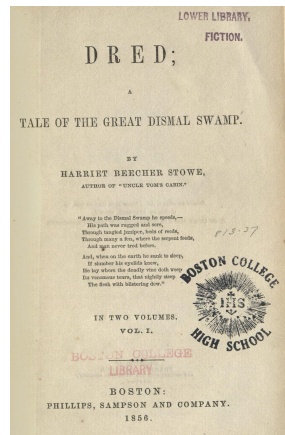 LOWER LIBRARY,
FICTION.
DRED;
A
TALE OF THE GREAT DISMAL SWAMP.
BY
HARRIET BEECHER STOWE,
AUTHOR OF "UNCLE TOM'S CABIN."
"Away to the Dismal Swamp he speeds,—
His path was rugged and sore,
Through tangled juniper, beds of reeds,
Through many a fen, where the serpent feeds,
And man never trod before.
And, when on the earth he sunk to sleep,
If slumber his eyelids knew,
He lay where the deadly vine doth weep
Its venomous tears, that nightly steep
The flesh with blistering dew."
813.27
BOSTON COLLEGE
IHS
HIGH SCHOOL
IN TWO VOLUMES.
VOL. I.
BOSTON COLLEGE
LIBRARY
BOSTON:
PHILLIPS, SAMPSON AND COMPANY.
1856.